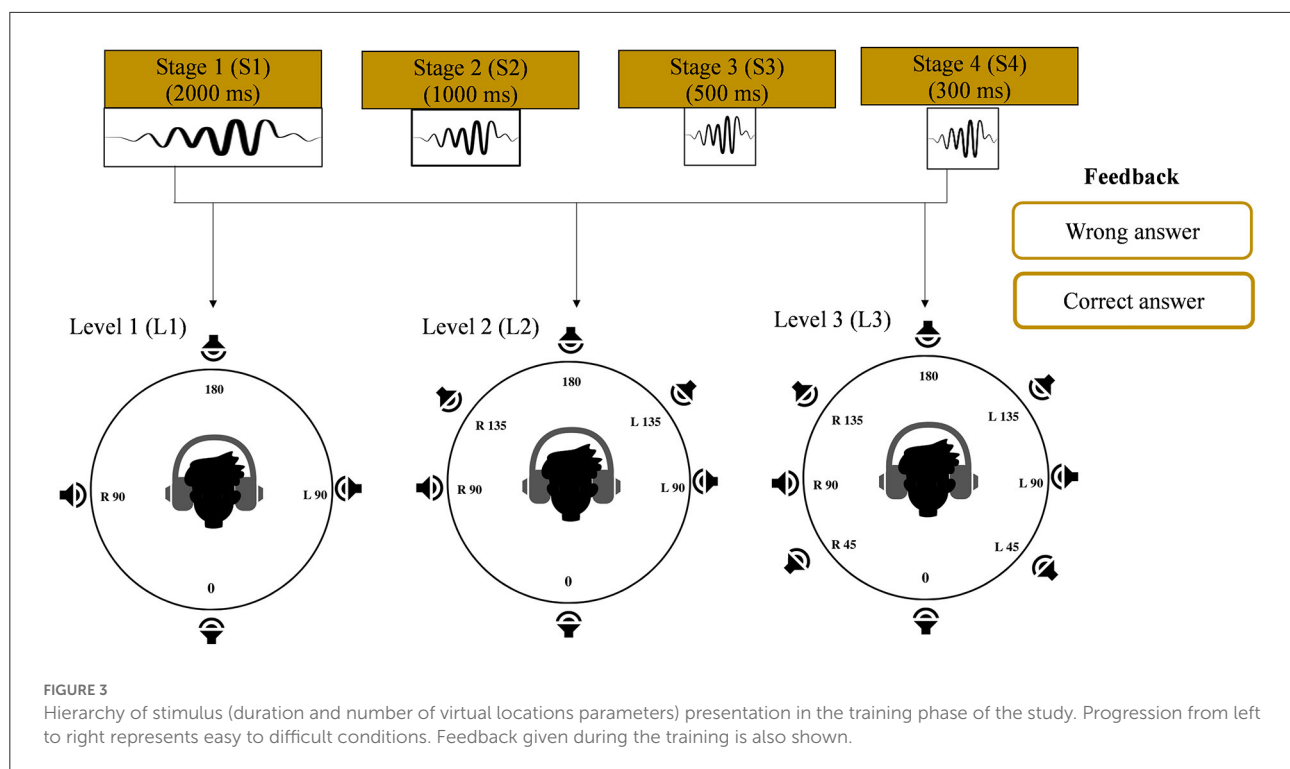 Stage 1 (S1)
(2000 ms)
Stage 2 (S2)
(1000 ms)
Stage 3 (S3)
(500 ms)
Stage 4 (S4)
(300 ms)
Feedback
Wrong answer
Correct answer
Level 1 (L1)
180
R 90
L 90
0
Level 2 (L2)
180
R 135
L 135
R 90
L 90
0
Level 3 (L3)
180
R 135
L 135
R 90
L 90
R 45
L 45
0
FIGURE 3
Hierarchy of stimulus (duration and number of virtual locations parameters) presentation in the training phase of the study. Progression from left
to right represents easy to difficult conditions. Feedback given during the training is also shown.